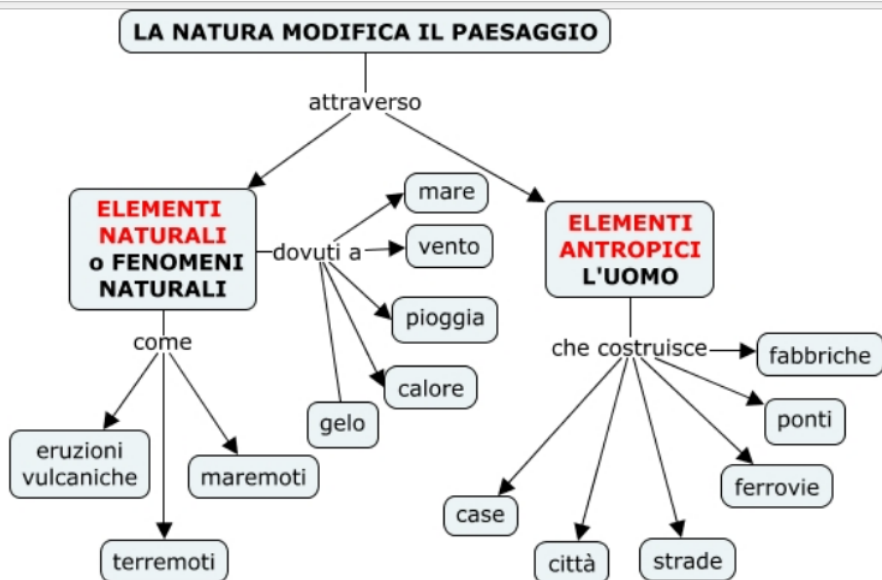 LA NATURA MODIFICA IL PAESAGGIO
attraverso
ELEMENTI
NATURALI
o FENOMENI
NATURALI
dovuti a
mare
vento
pioggia
calore
gelo
come
eruzioni
vulcaniche
terremoti
maremoti
ELEMENTI
ANTROPICI
L'UOMO
che costruisce
fabbriche
ponti
ferrovie
strade
città
case